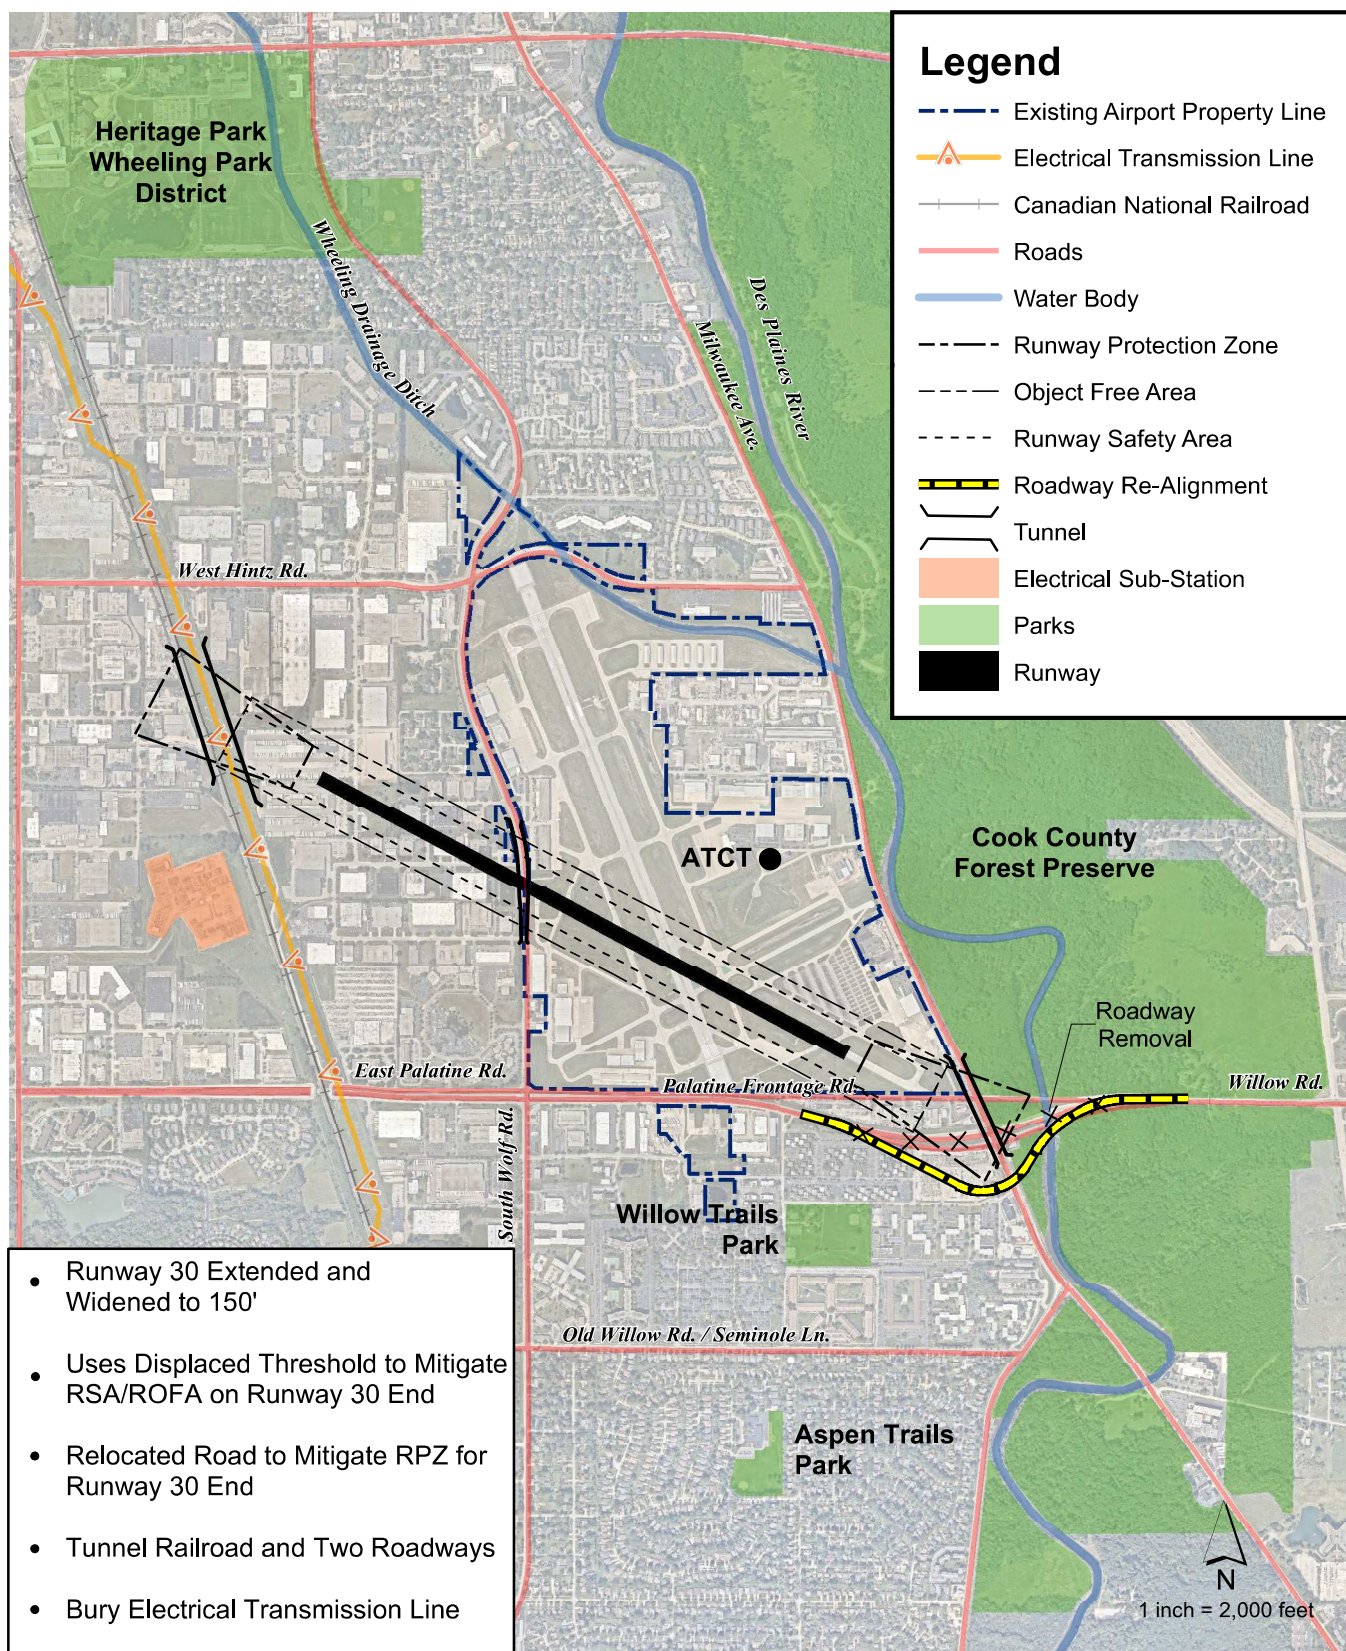 Legend
Existing Airport Property Line
Electrical Transmission Line
Canadian National Railroad
Roads
Water Body
Runway Protection Zone
Object Free Area
Runway Safety Area
Roadway Re-Alignment
Tunnel
Electrical Sub-Station
Parks
Runway
Heritage Park
Wheeling Park
District
Wheeling Drainage Ditch
Milwaukee Ave.
Des Plaines River
West Hintz Rd.
ATCT
Cook County
Forest Preserve
Roadway
Removal
East Palatine Rd.
Palatine Frontage Rd.
Willow Rd.
South Wolf Rd.
Willow Trails
Park
Old Willow Rd. / Seminole Ln.
Aspen Trails
Park
• Runway 30 Extended and
Widened to 150'
• Uses Displaced Threshold to Mitigate
RSA/ROFA on Runway 30 End
• Relocated Road to Mitigate RPZ for
Runway 30 End
• Tunnel Railroad and Two Roadways
• Bury Electrical Transmission Line
N
1 inch = 2,000 feet